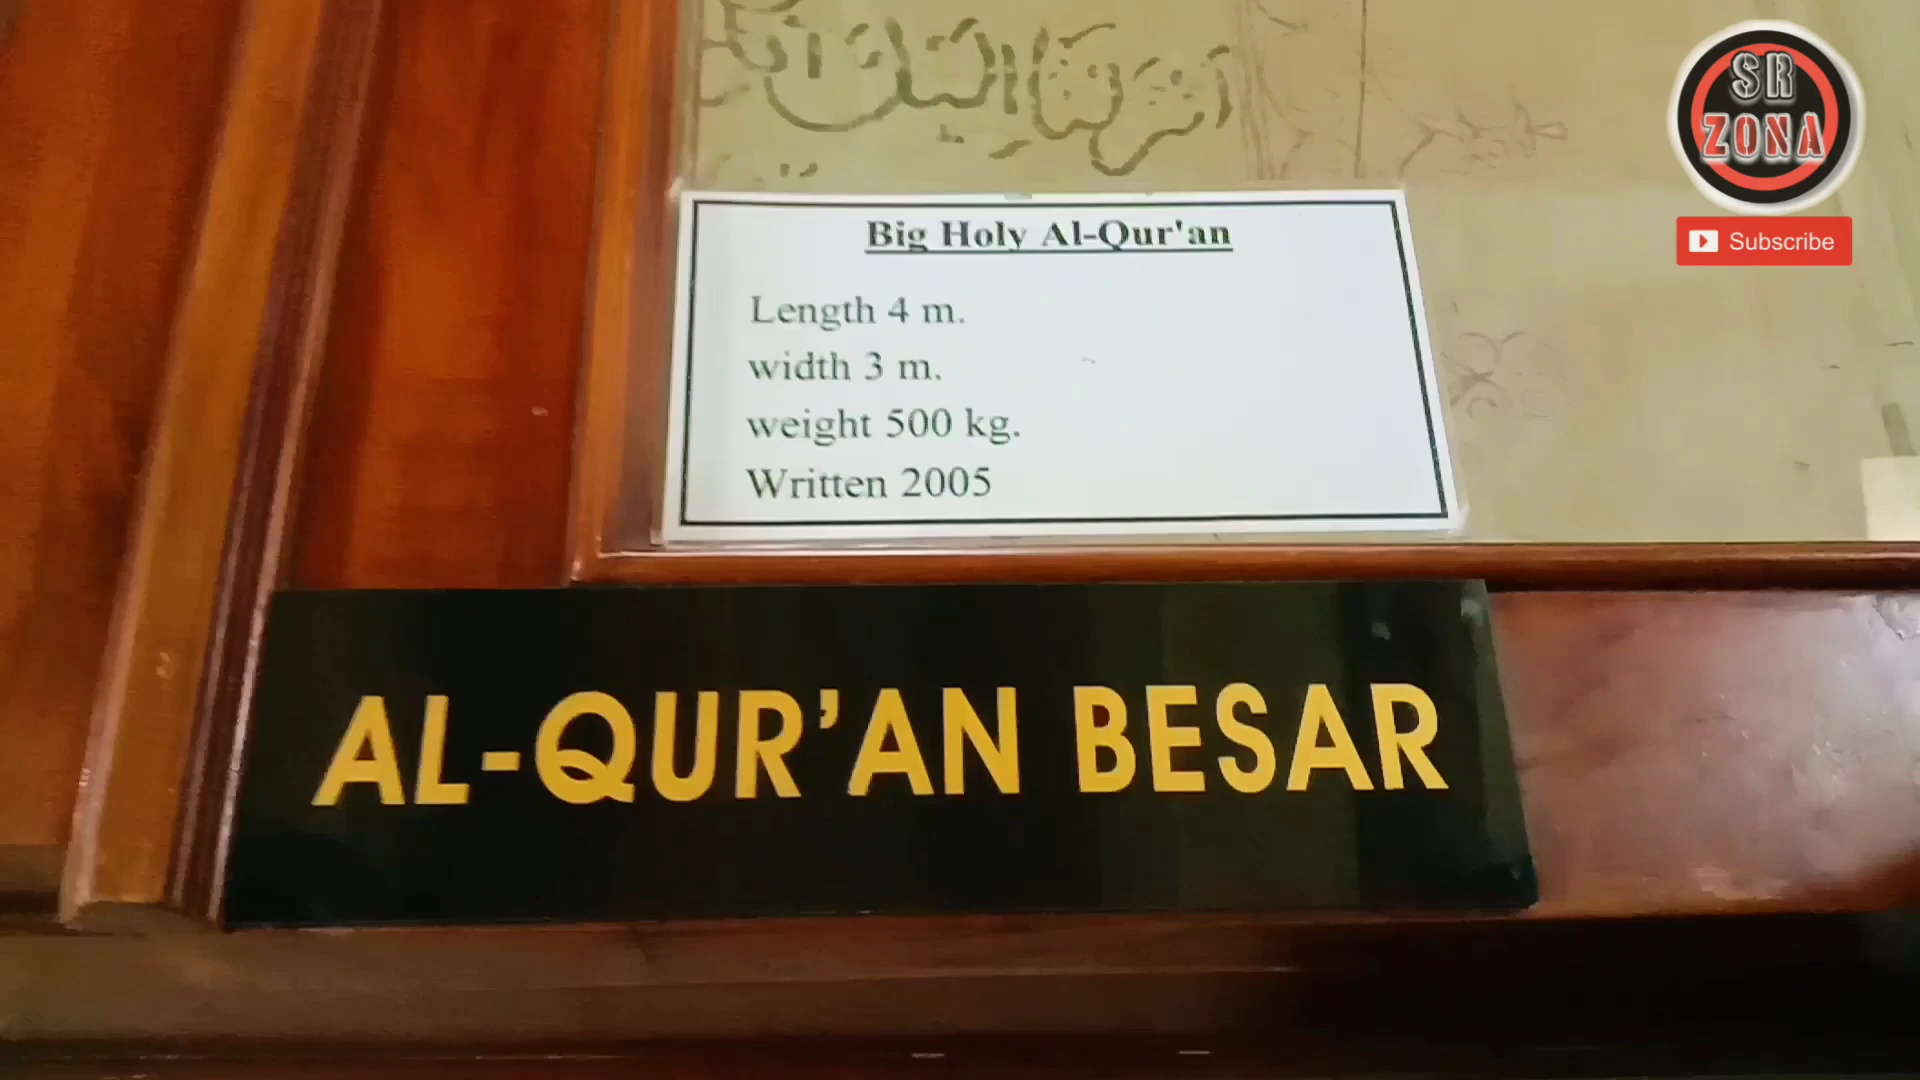 SR
ZONA
Subscribe
Big Holy Al-Qur'an
Length 4 m.
width 3 m.
weight 500 kg.
Written 2005
AL-QUR'AN BESAR